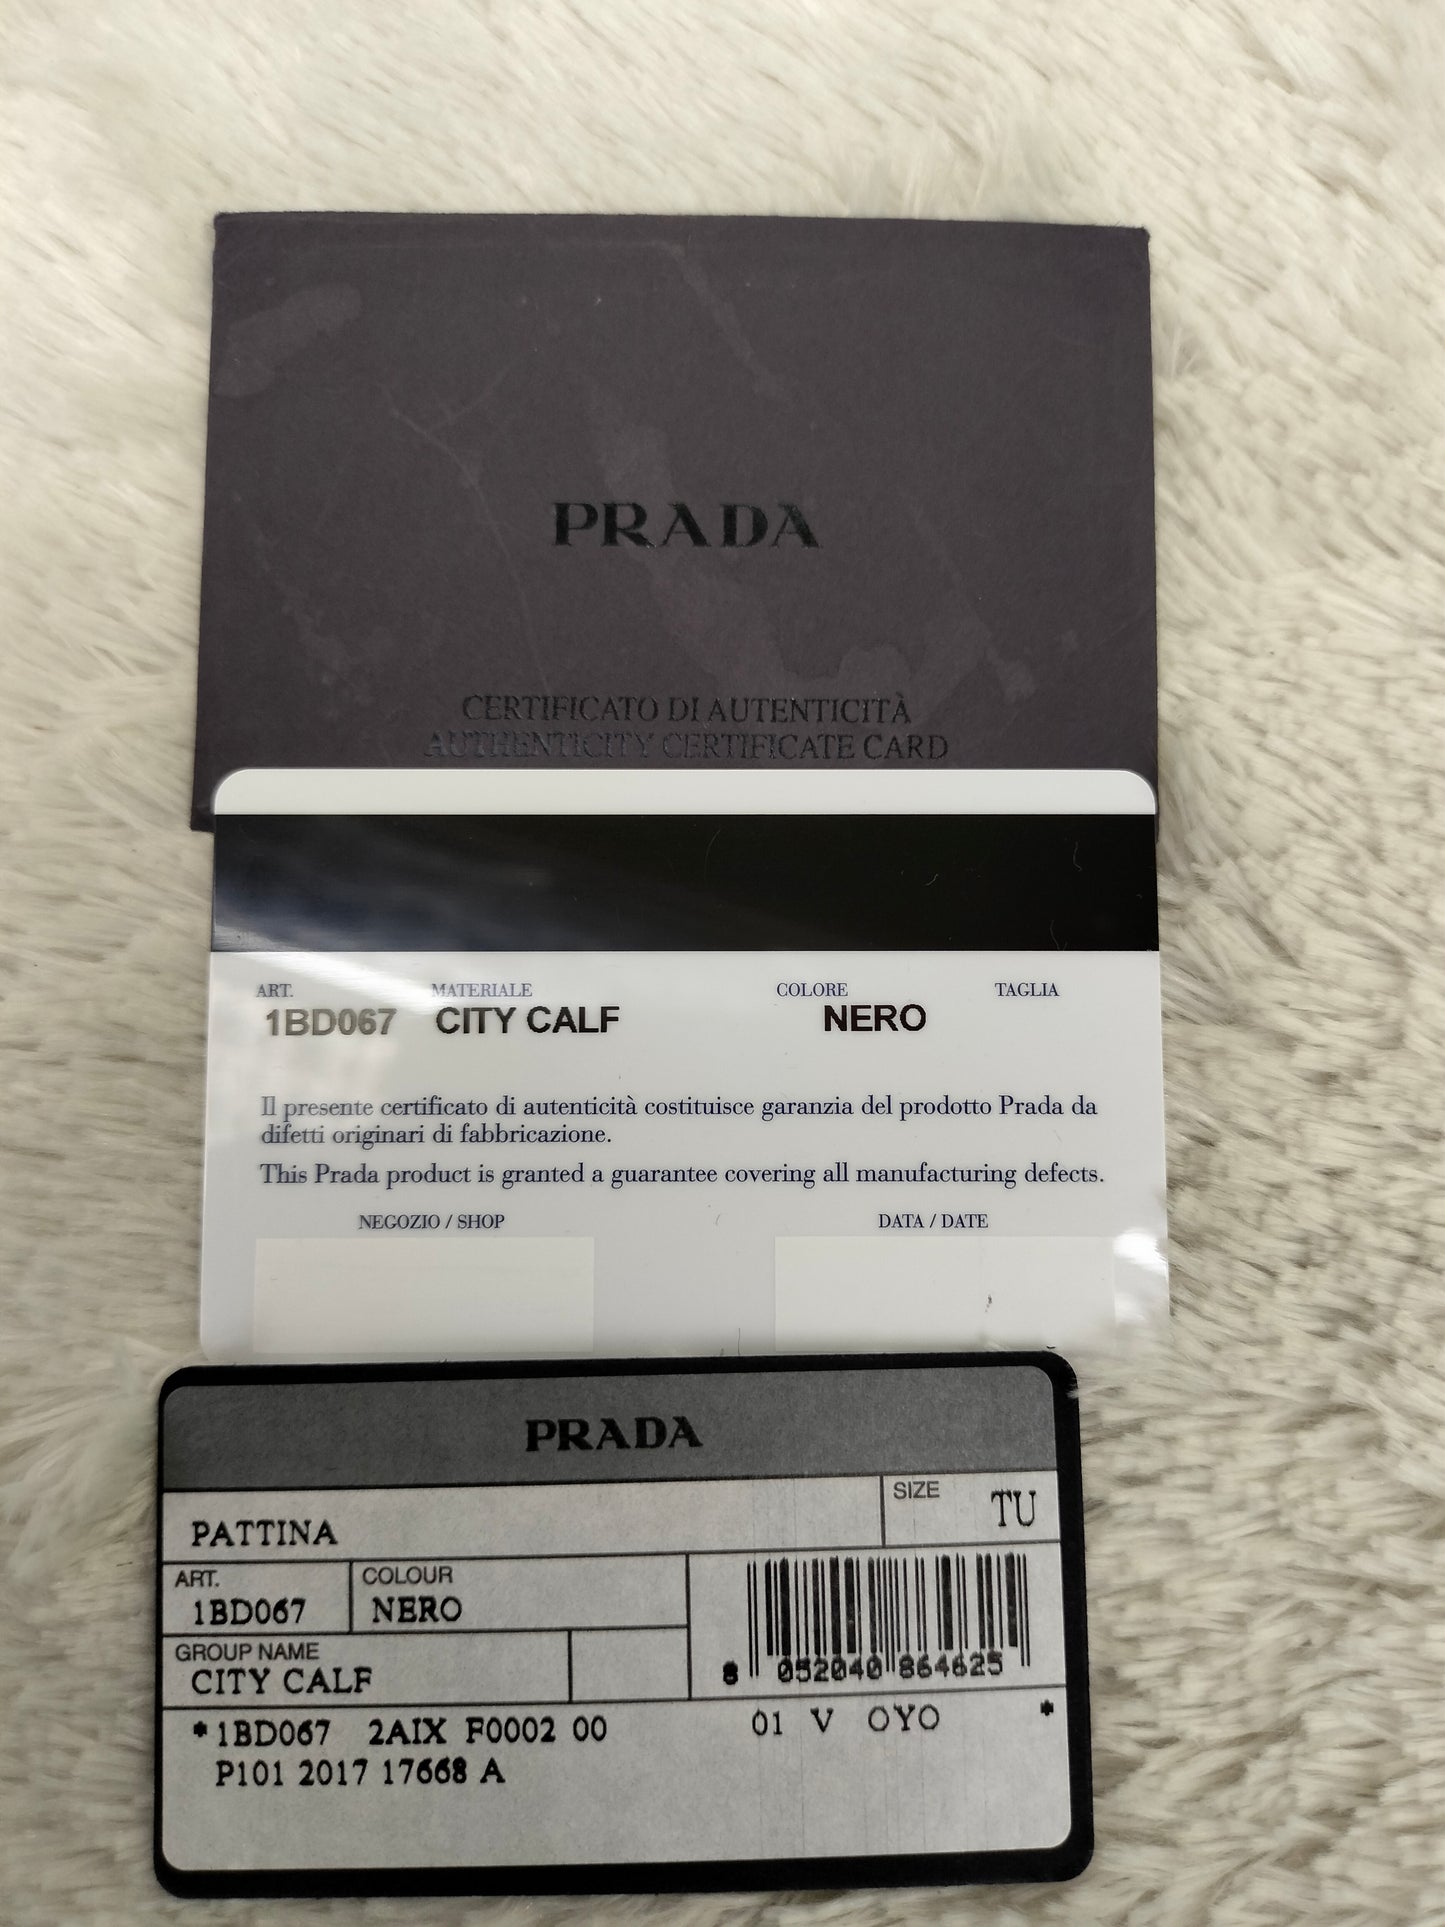 PRADA
CERTIFICATO DI AUTENTICITÀ
AUTHENTICITY CERTIFICATE CARD
ART. MATERIALE COLORE TAGLIA
1BD067 CITY CALF NERO
Il presente certificato di autenticità costituisce garanzia del prodotto Prada da
difetti originari di fabbricazione.
This Prada product is granted a guarantee covering all manufacturing defects.
NEGOZIO / SHOP DATA / DATE
PRADA
PATTINA SIZE TU
ART. COLOUR
1BD067 NERO
GROUP NAME
CITY CALF
8 052040 864625
*1BD067 2AIX F0002 00 01 V OYO *
P101 2017 17668 A